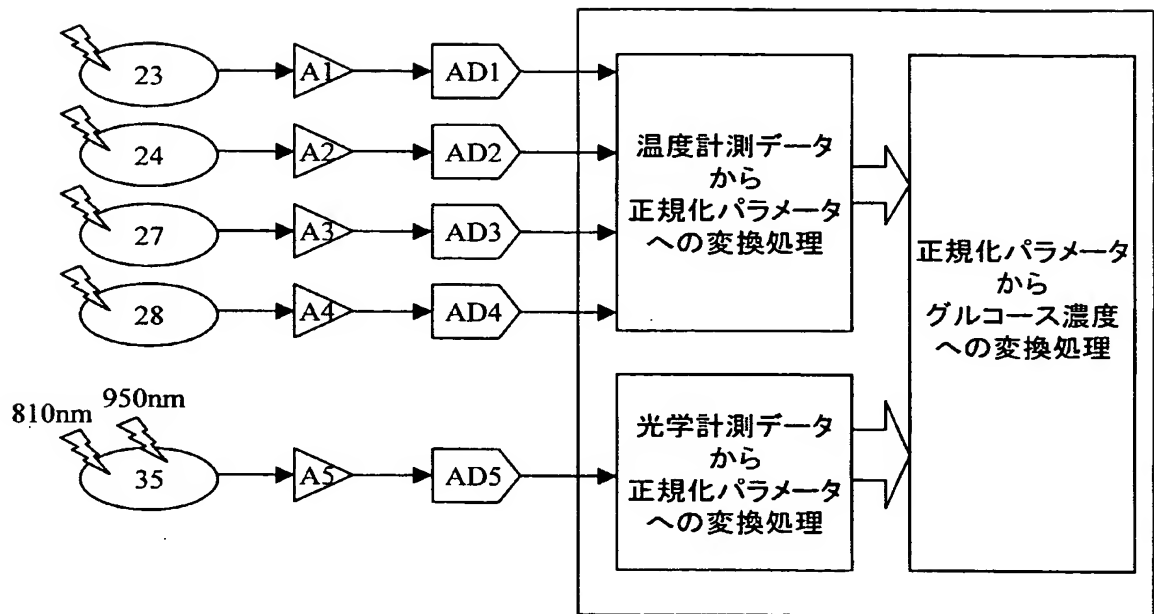 23
A1
AD1
24
A2
AD2
27
A3
AD3
28
A4
AD4
温度計測データ
から
正規化パラメータ
への変換処理
正規化パラメータ
から
グルコース濃度
への変換処理
810nm
950nm
35
A5
AD5
光学計測データ
から
正規化パラメータ
への変換処理